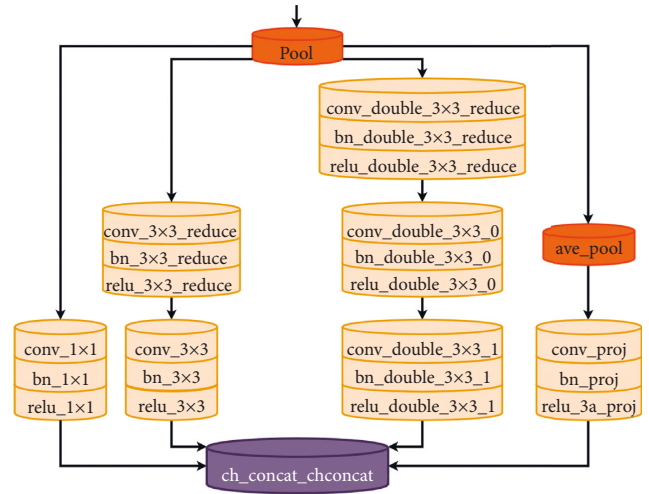 Pool
conv_double_3×3_reduce
bn_double_3×3_reduce
relu_double_3×3_reduce
conv_3×3_reduce
bn_3×3_reduce
relu_3×3_reduce
conv_double_3×3_0
bn_double_3×3_0
relu_double_3×3_0
ave_pool
conv_1×1
bn_1×1
relu_1×1
conv_3×3
bn_3×3
relu_3×3
conv_double_3×3_1
bn_double_3×3_1
relu_double_3×3_1
conv_proj
bn_proj
relu_3a_proj
ch_concat_chconcat